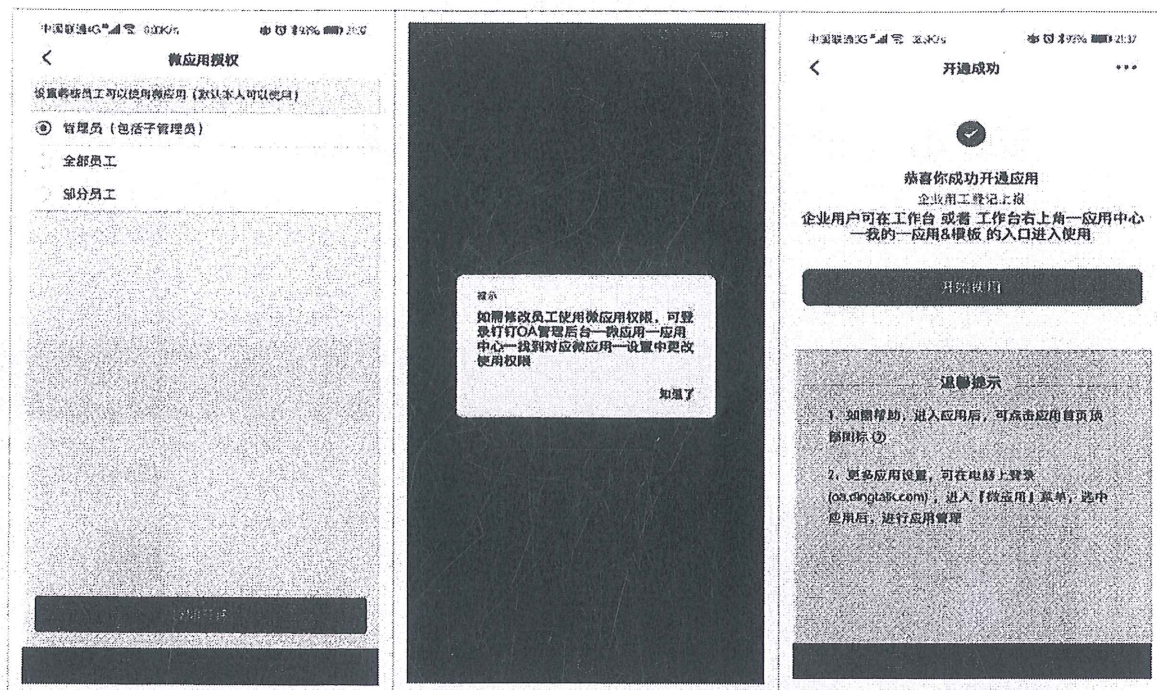 中国联通4G
21:37
微应用授权
设置哪些员工可以使用微应用（默认本人可以使用）
管理员（包括子管理员）
全部员工
部分员工
提示
如需修改员工使用微应用权限，可登
录钉钉OA管理后台—微应用—应用
中心—找到对应微应用—设置中更改
使用权限
知道了
93% 21:37
开通成功
恭喜你成功开通应用
企业用工登记上报
企业用户可在工作台 或者 工作台右上角—应用中心
—我的—应用&模板 的入口进入使用
开始使用
温馨提示
1、如需帮助，进入应用后，可点击应用首页顶
部图标?
2、更多应用设置，可在电脑上登录
(oa.dingtalk.com)，进入『微应用』菜单，选中
应用后，进行应用管理